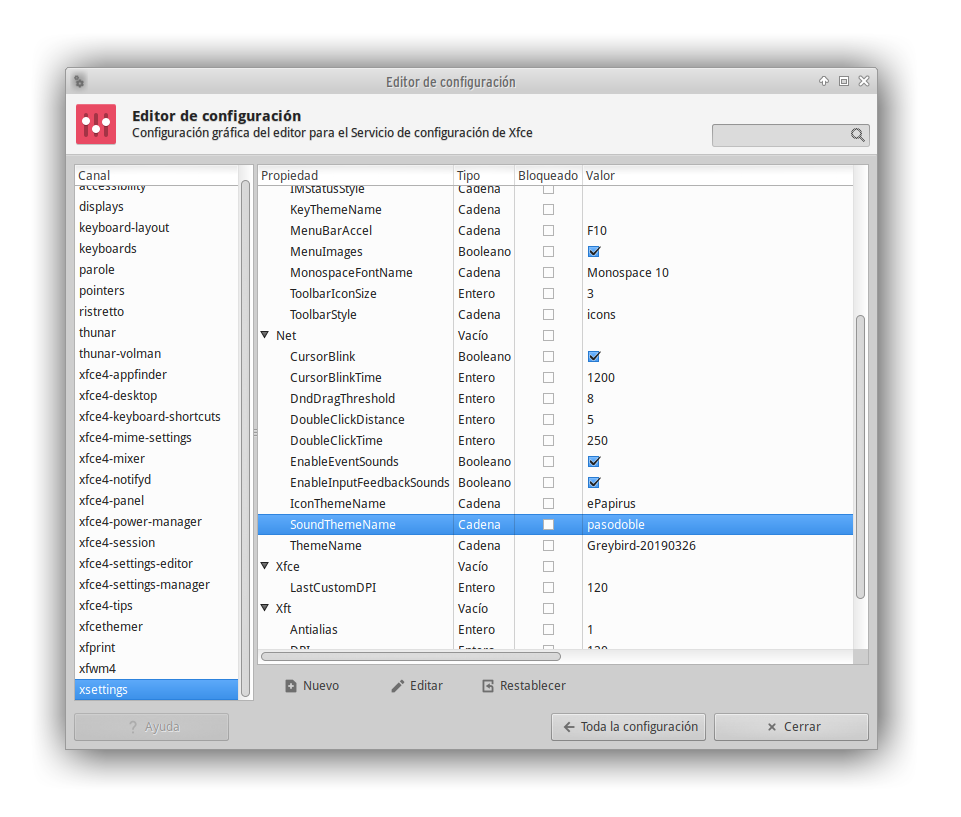 Editor de configuración
Editor de configuración
Configuración gráfica del editor para el Servicio de configuración de Xfce
Canal
accessibility
displays
keyboard-layout
keyboards
parole
pointers
ristretto
thunar
thunar-volman
xfce4-appfinder
xfce4-desktop
xfce4-keyboard-shortcuts
xfce4-mime-settings
xfce4-mixer
xfce4-notifyd
xfce4-panel
xfce4-power-manager
xfce4-session
xfce4-settings-editor
xfce4-settings-manager
xfce4-tips
xfcethemer
xfprint
xfwm4
xsettings
Propiedad Tipo Bloqueado Valor
IMStatusStyle Cadena
KeyThemeName Cadena
MenuBarAccel Cadena F10
MenuImages Booleano
MonospaceFontName Cadena Monospace 10
ToolbarIconSize Entero 3
ToolbarStyle Cadena icons
Net Vacío
CursorBlink Booleano
CursorBlinkTime Entero 1200
DndDragThreshold Entero 8
DoubleClickDistance Entero 5
DoubleClickTime Entero 250
EnableEventSounds Booleano
EnableInputFeedbackSounds Booleano
IconThemeName Cadena ePapirus
SoundThemeName Cadena pasodoble
ThemeName Cadena Greybird-20190326
Xfce Vacío
LastCustomDPI Entero 120
Xft Vacío
Antialias Entero 1
DPI Entero 120
Nuevo Editar Restablecer
? Ayuda Toda la configuración Cerrar